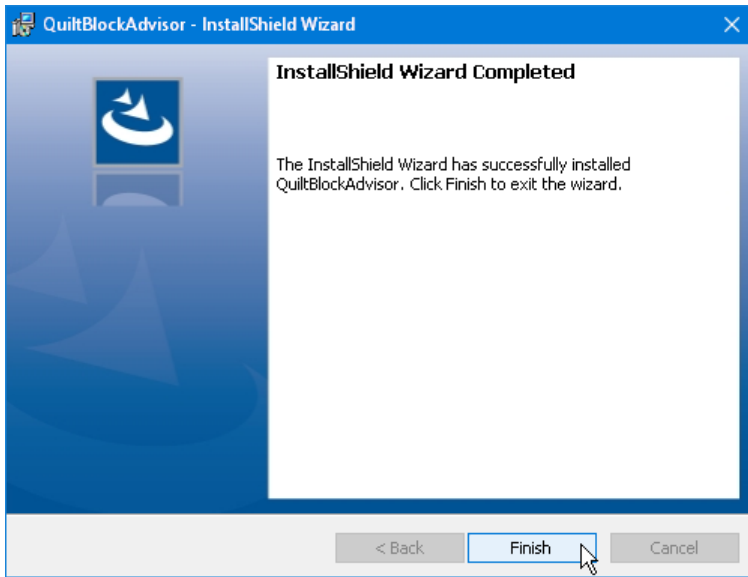 QuiltBlockAdvisor - InstallShield Wizard
InstallShield Wizard Completed
The InstallShield Wizard has successfully installed
QuiltBlockAdvisor. Click Finish to exit the wizard.
< Back
Finish
Cancel